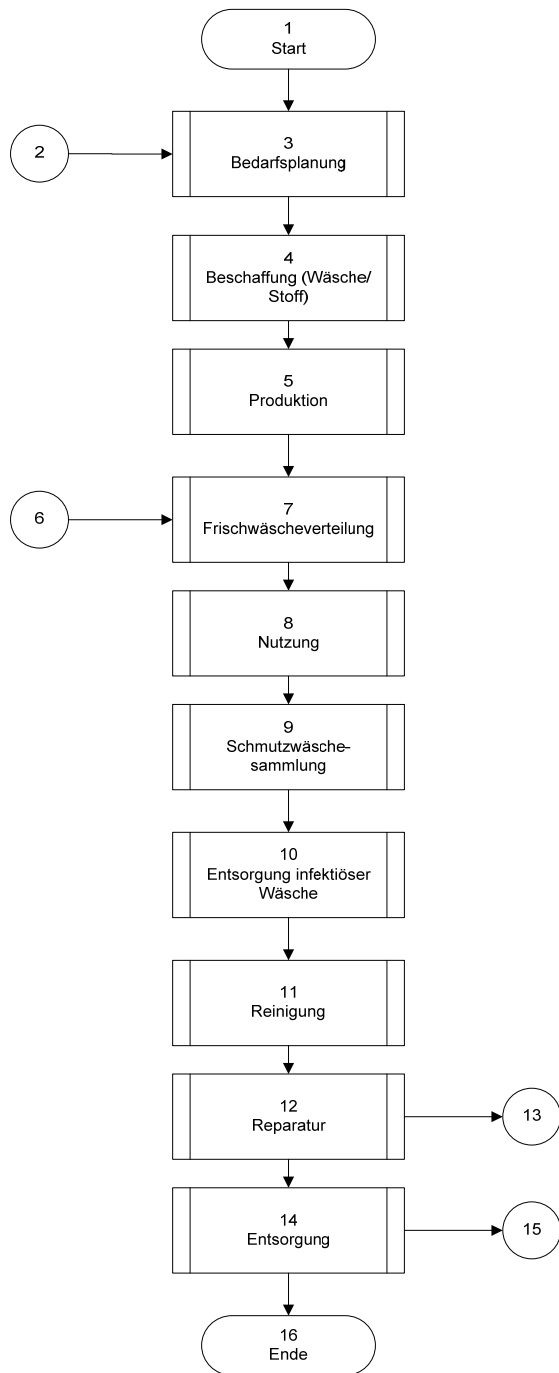 1
Start
2
3
Bedarfsplanung
4
Beschaffung (Wäsche/
Stoff)
5
Produktion
6
7
Frischwäscheverteilung
8
Nutzung
9
Schmutzwäsche-
sammlung
10
Entsorgung infektiöser
Wäsche
11
Reinigung
12
Reparatur
13
14
Entsorgung
15
16
Ende